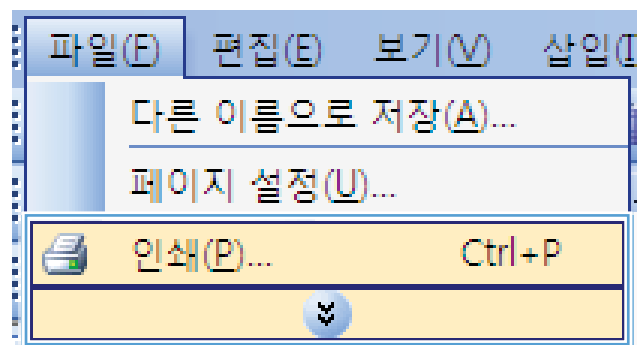 파일(F) 편집(E) 보기(V) 삽입(I
다른 이름으로 저장(A)...
페이지 설정(U)...
인쇄(P)... Ctrl+P